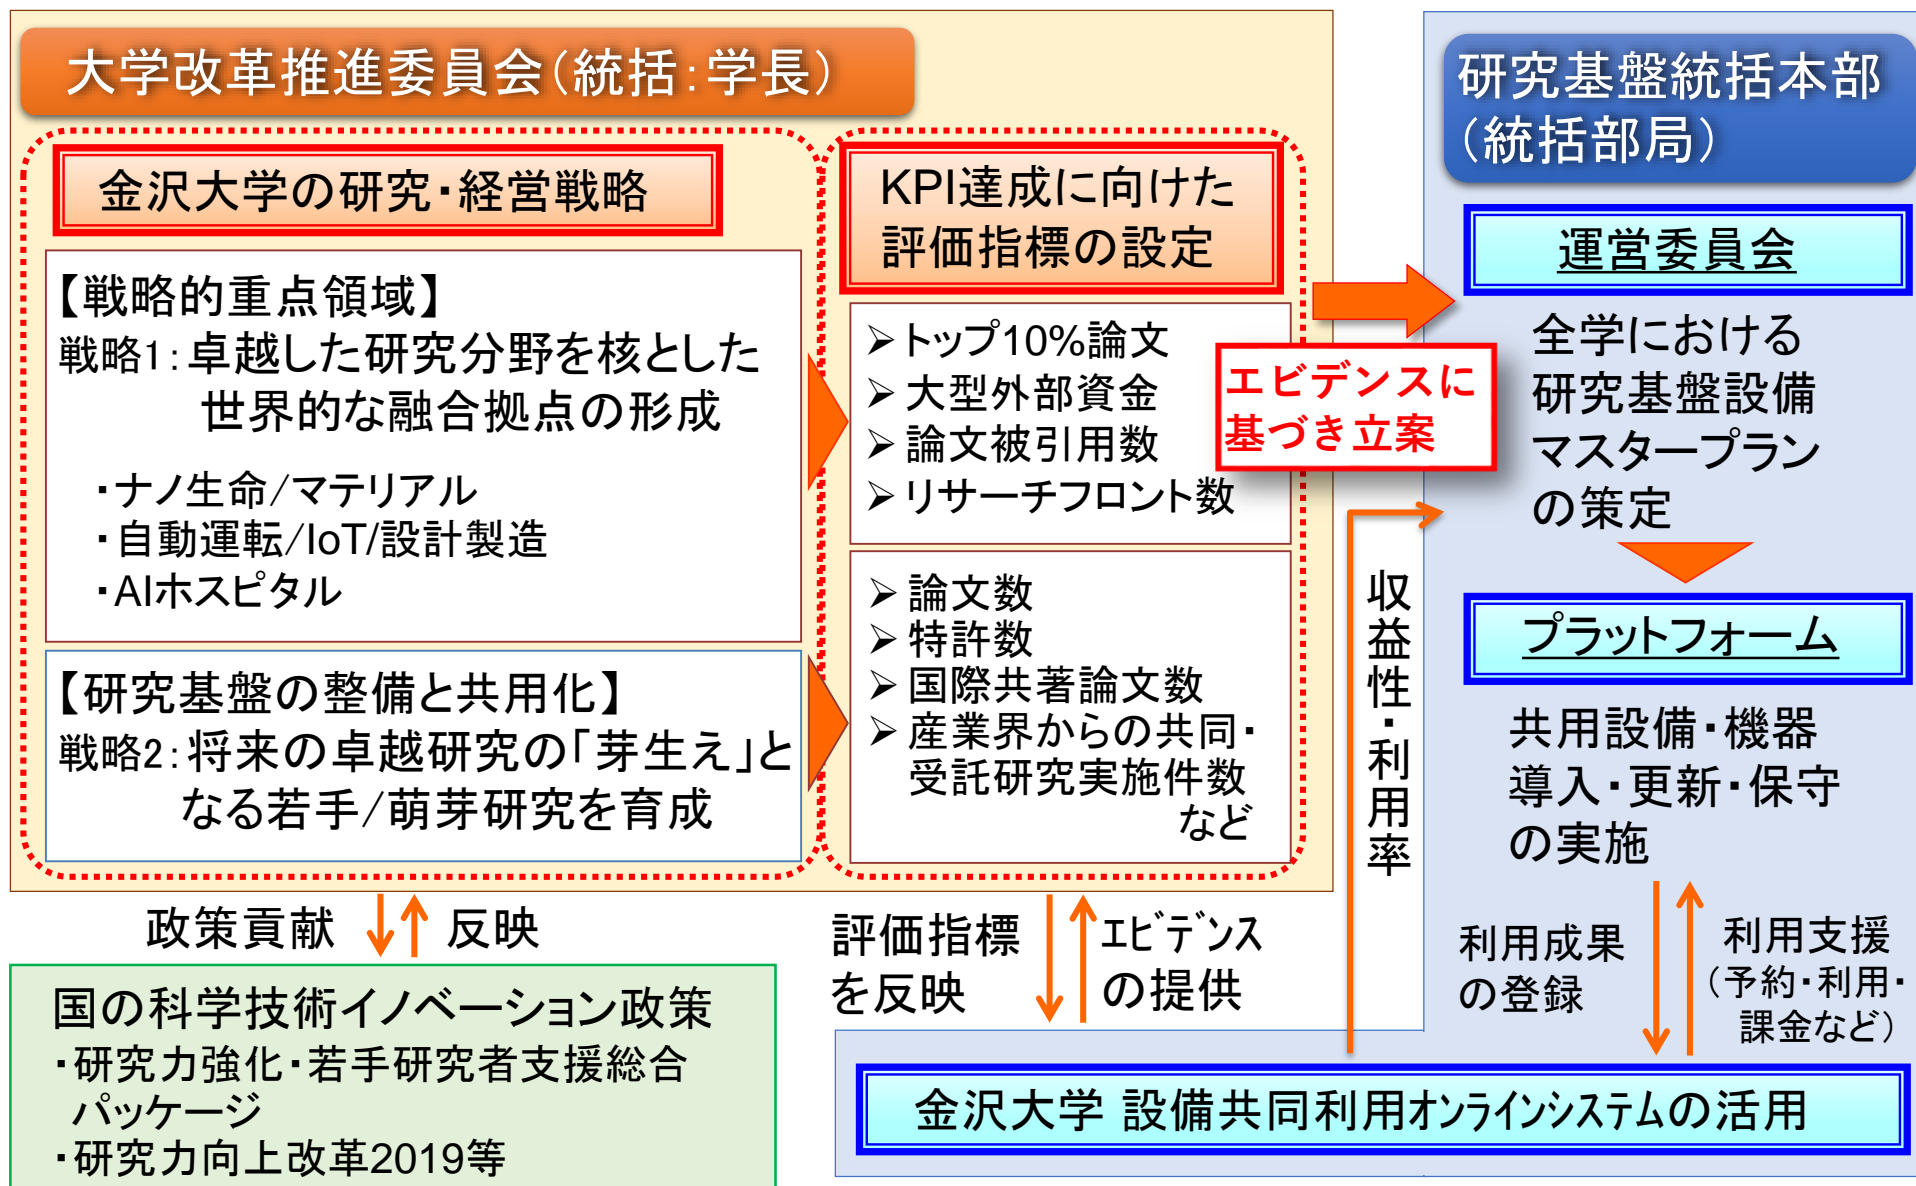 大学改革推進委員会(統括:学長)
金沢大学の研究・経営戦略
【戦略的重点領域】
戦略1:卓越した研究分野を核とした
世界的な融合拠点の形成
・ナノ生命/マテリアル
・自動運転/IoT/設計製造
・AIホスピタル
【研究基盤の整備と共用化】
戦略2:将来の卓越研究の「芽生え」と
なる若手/萌芽研究を育成
KPI達成に向けた
評価指標の設定
➢トップ10%論文
➢大型外部資金
➢論文被引用数
➢リサーチフロント数
➢論文数
➢特許数
➢国際共著論文数
➢産業界からの共同・
受託研究実施件数
など
エビデンスに
基づき立案
研究基盤統括本部
(統括部局)
運営委員会
全学における
研究基盤設備
マスタープラン
の策定
プラットフォーム
共用設備・機器
導入・更新・保守
の実施
収益性・利用率
政策貢献
反映
評価指標
を反映
エビデンス
の提供
利用成果
の登録
利用支援
(予約・利用・
課金など)
国の科学技術イノベーション政策
・研究力強化・若手研究者支援総合
パッケージ
・研究力向上改革2019等
金沢大学 設備共同利用オンラインシステムの活用